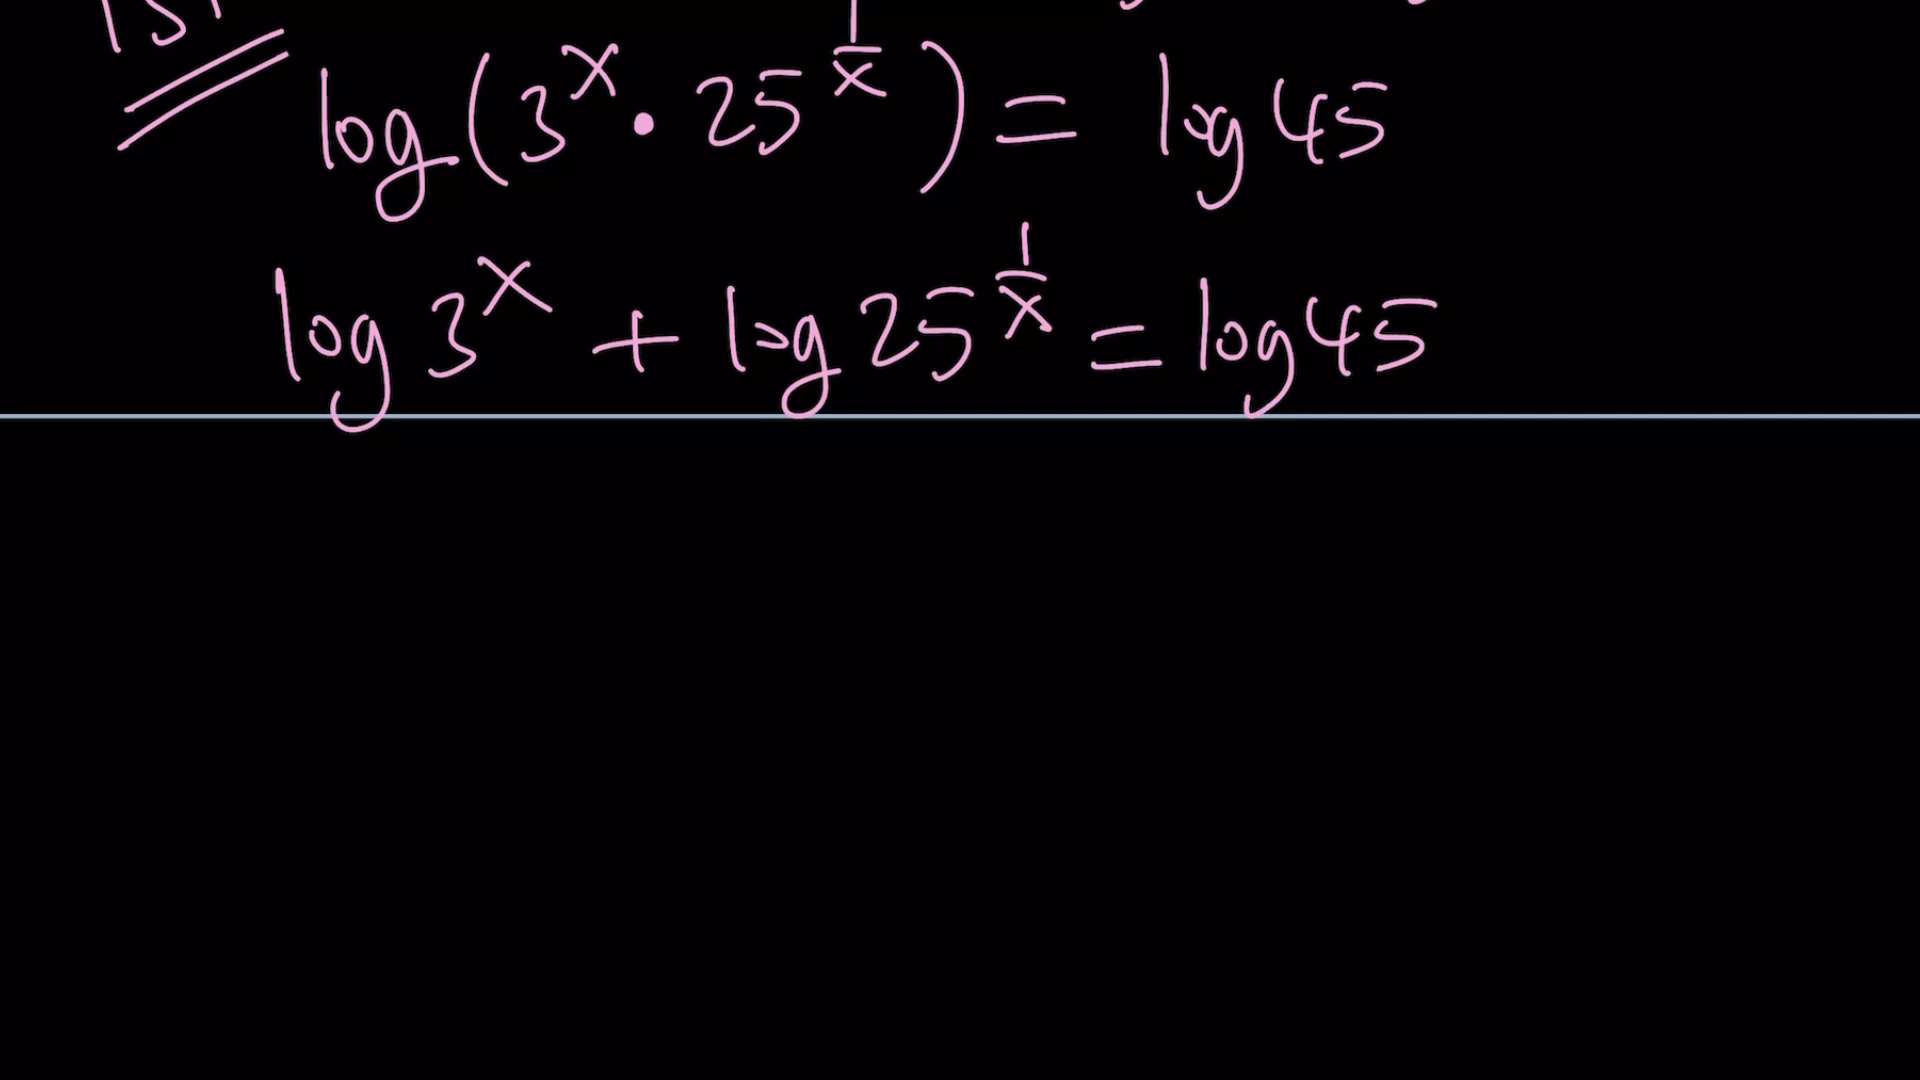 log(3^x · 25^(1/x)) = log 45
log 3^x + log 25^(1/x) = log 45